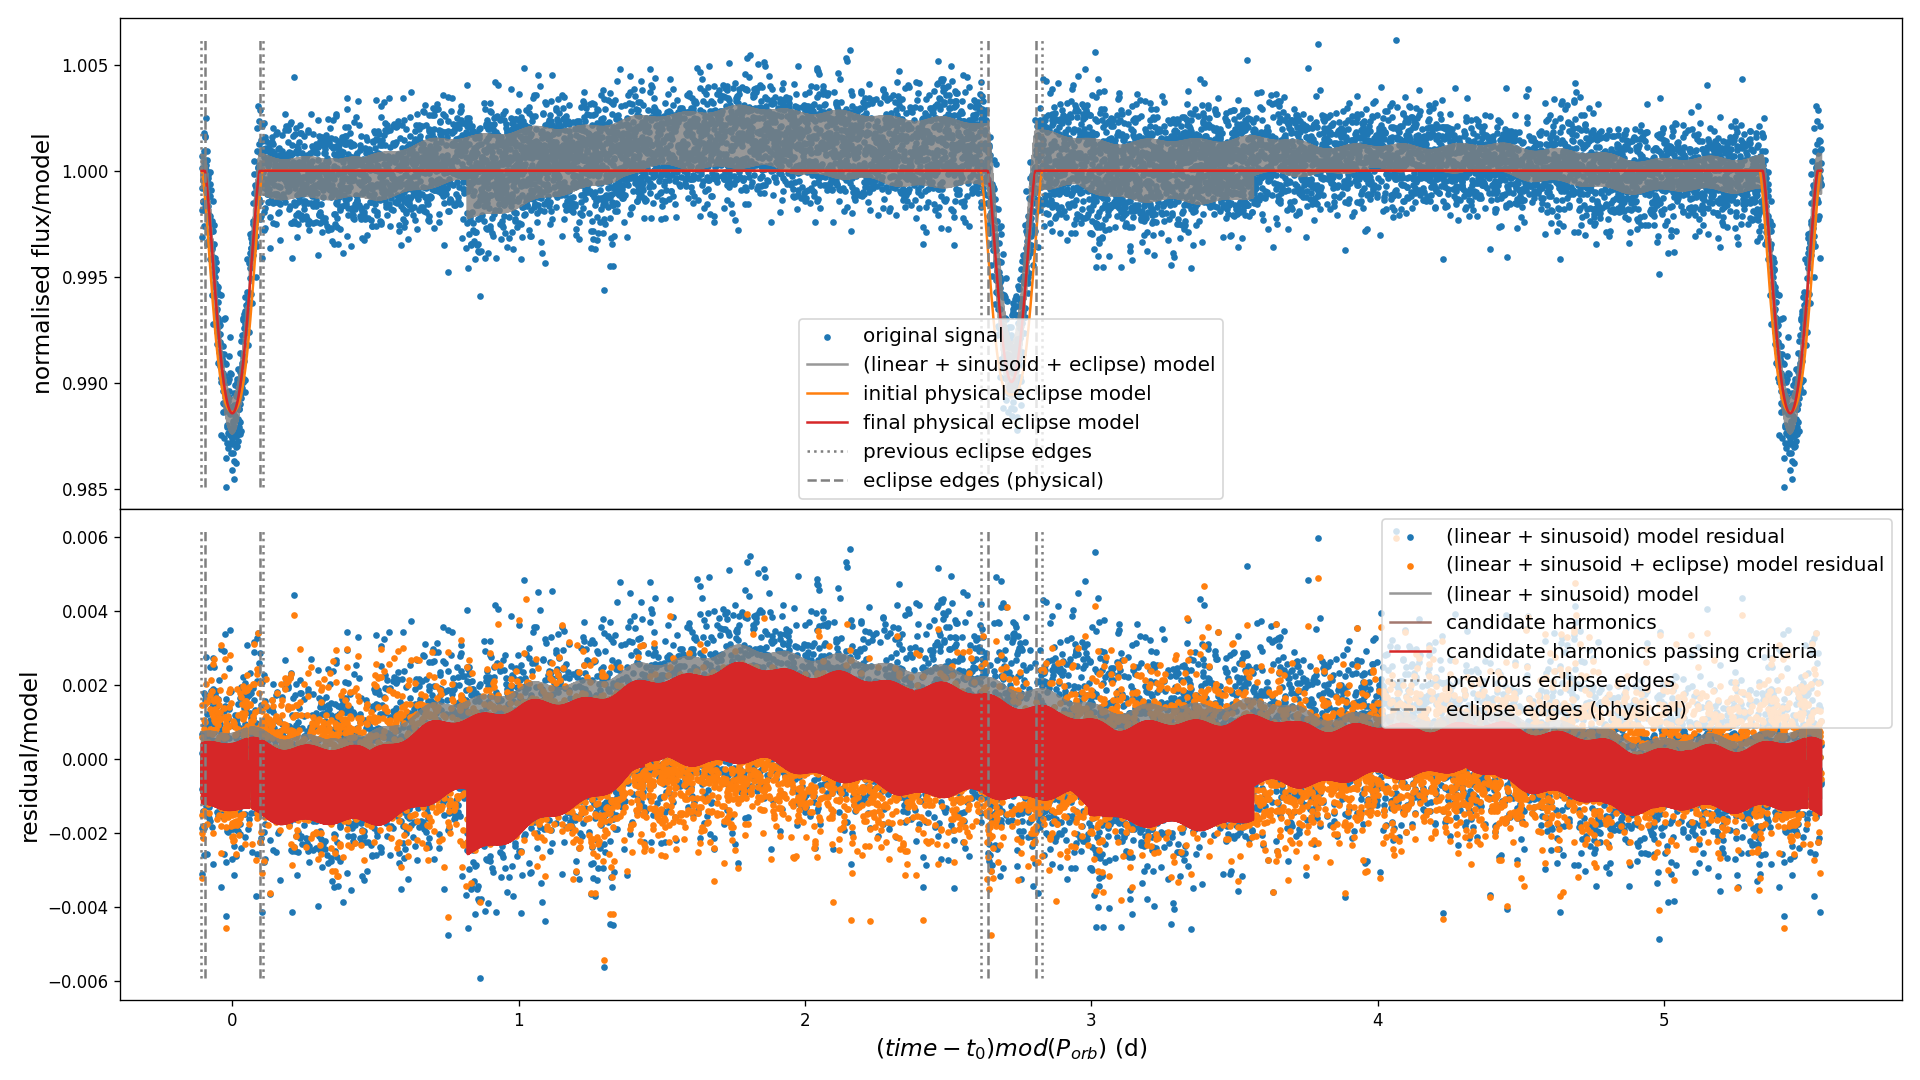 normalised flux/model
1.005
1.000
0.995
0.990
0.985
original signal
(linear + sinusoid + eclipse) model
initial physical eclipse model
final physical eclipse model
previous eclipse edges
eclipse edges (physical)
residual/model
0.006
0.004
0.002
0.000
−0.002
−0.004
−0.006
(linear + sinusoid) model residual
(linear + sinusoid + eclipse) model residual
(linear + sinusoid) model
candidate harmonics
candidate harmonics passing criteria
previous eclipse edges
eclipse edges (physical)
0 1 2 3 4 5
(time − t₀)mod(Pₒᵣb) (d)